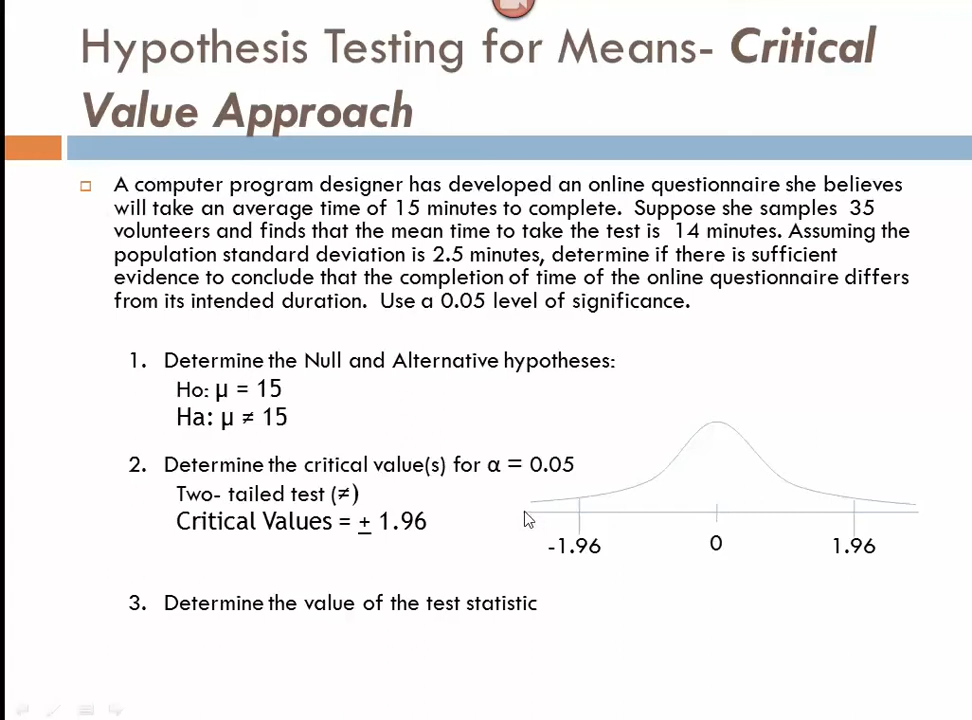 Hypothesis Testing for Means- Critical
Value Approach
A computer program designer has developed an online questionnaire she believes
will take an average time of 15 minutes to complete. Suppose she samples 35
volunteers and finds that the mean time to take the test is 14 minutes. Assuming the
population standard deviation is 2.5 minutes, determine if there is sufficient
evidence to conclude that the completion of time of the online questionnaire differs
from its intended duration. Use a 0.05 level of significance.
1. Determine the Null and Alternative hypotheses:
Ho: μ = 15
Ha: μ ≠ 15
2. Determine the critical value(s) for α = 0.05
Two- tailed test (≠)
Critical Values = ± 1.96
-1.96 0 1.96
3. Determine the value of the test statistic